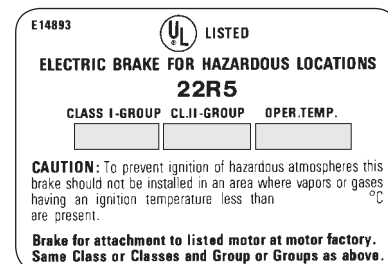 E14893
UL LISTED
ELECTRIC BRAKE FOR HAZARDOUS LOCATIONS
22R5
CLASS I-GROUP CL.II-GROUP OPER.TEMP.
CAUTION: To prevent ignition of hazardous atmospheres this
brake should not be installed in an area where vapors or gases
having an ignition temperature less than °C
are present.
Brake for attachment to listed motor at motor factory.
Same Class or Classes and Group or Groups as above.